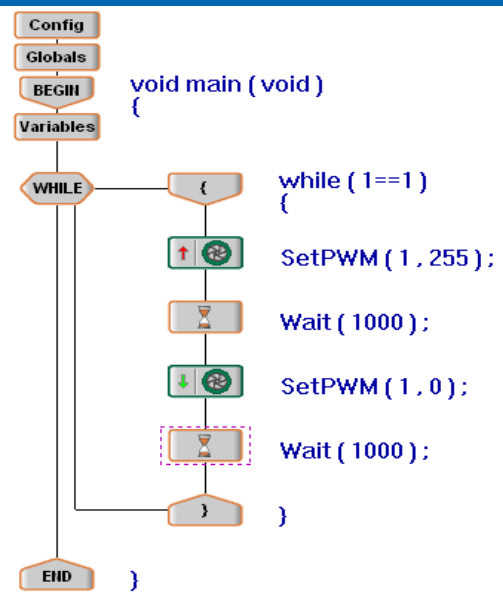 Config
Globals
BEGIN void main ( void )
{
Variables
WHILE { while ( 1==1 )
{
SetPWM ( 1 , 255 ) ;
Wait ( 1000 ) ;
SetPWM ( 1 , 0 ) ;
Wait ( 1000 ) ;
} }
END }